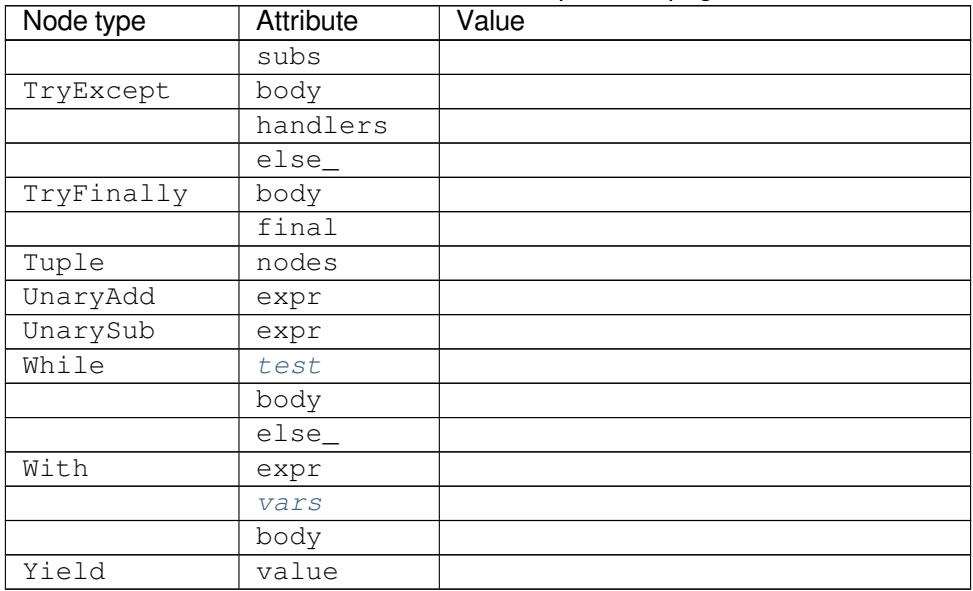 Node type Attribute Value
subs
TryExcept body
handlers
else_
TryFinally body
final
Tuple nodes
UnaryAdd expr
UnarySub expr
While test
body
else_
With expr
vars
body
Yield value